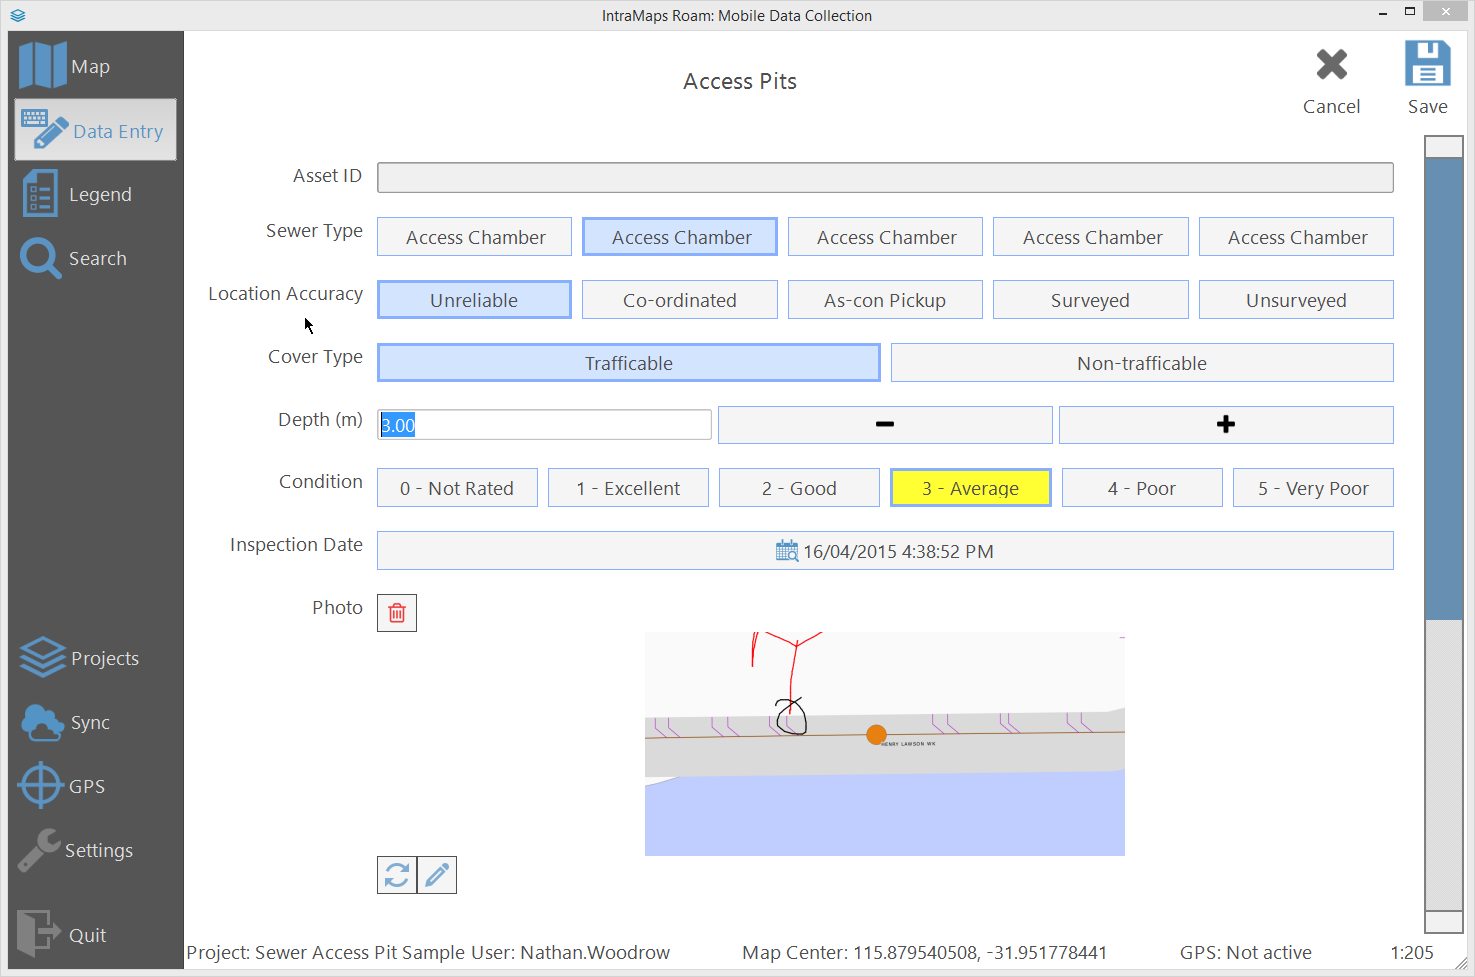 IntraMaps Roam: Mobile Data Collection
Map
Data Entry
Legend
Search
Projects
Sync
GPS
Settings
Quit
Access Pits
Cancel
Save
Asset ID
Sewer Type Access Chamber Access Chamber Access Chamber Access Chamber Access Chamber
Location Accuracy Unreliable Co-ordinated As-con Pickup Surveyed Unsurveyed
Cover Type Trafficable Non-trafficable
Depth (m) 3.00 - +
Condition 0 - Not Rated 1 - Excellent 2 - Good 3 - Average 4 - Poor 5 - Very Poor
Inspection Date 16/04/2015 4:38:52 PM
Photo
HENRY LAWSON WK
Project: Sewer Access Pit Sample User: Nathan.Woodrow Map Center: 115.879540508, -31.951778441 GPS: Not active 1:205